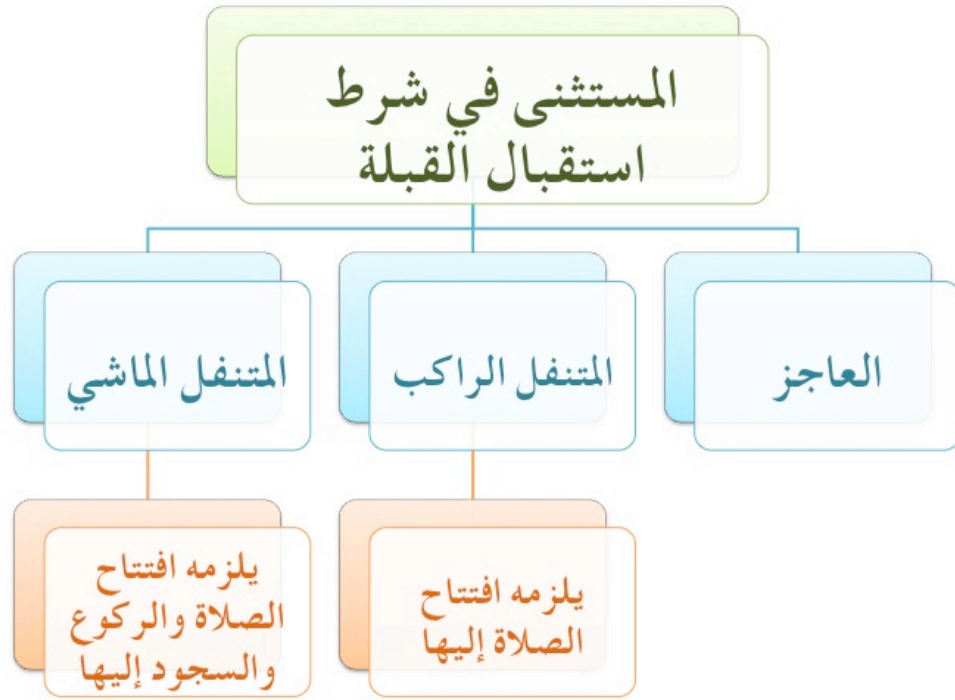 المستثنى في شرط
استقبال القبلة
العاجز
المتنفل الراكب
المتنفل الماشي
يلزمه افتتاح
الصلاة إليها
يلزمه افتتاح
الصلاة والركوع
والسجود إليها